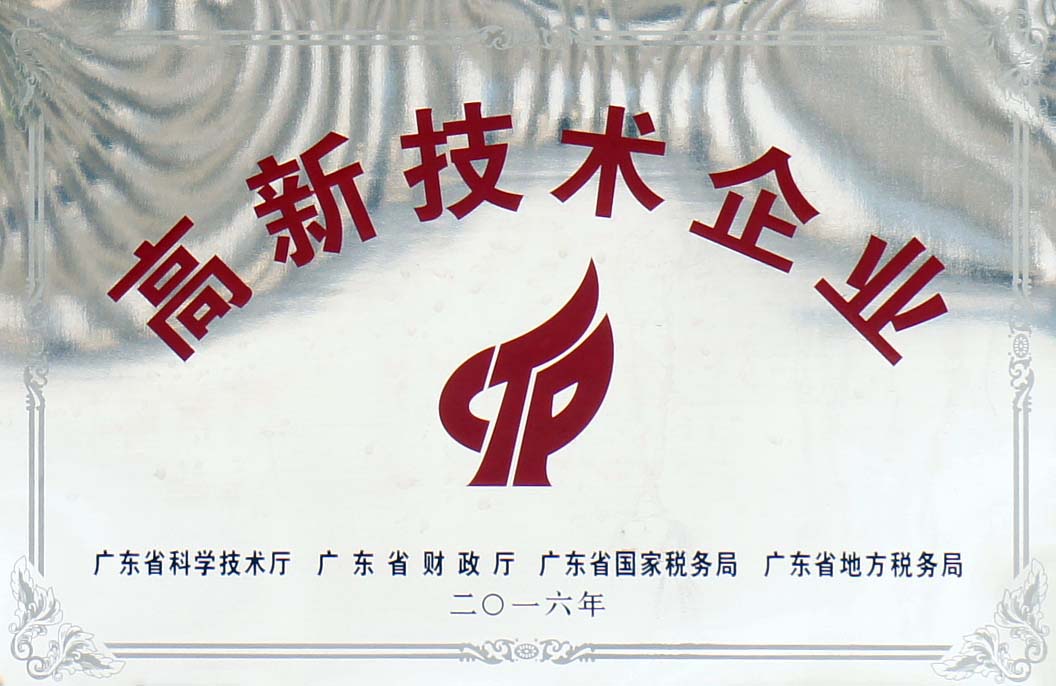 高新技术企业
广东省科学技术厅 广东省财政厅 广东省国家税务局 广东省地方税务局
二〇一六年